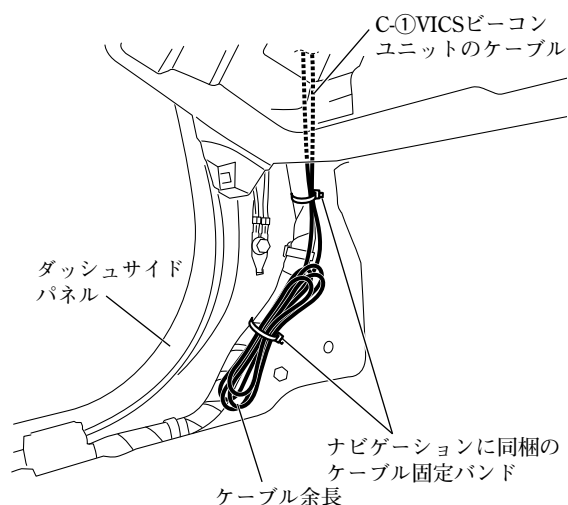 C-①VICSビーコン
ユニットのケーブル
ダッシュサイド
パネル
ナビゲーションに同梱の
ケーブル固定バンド
ケーブル余長